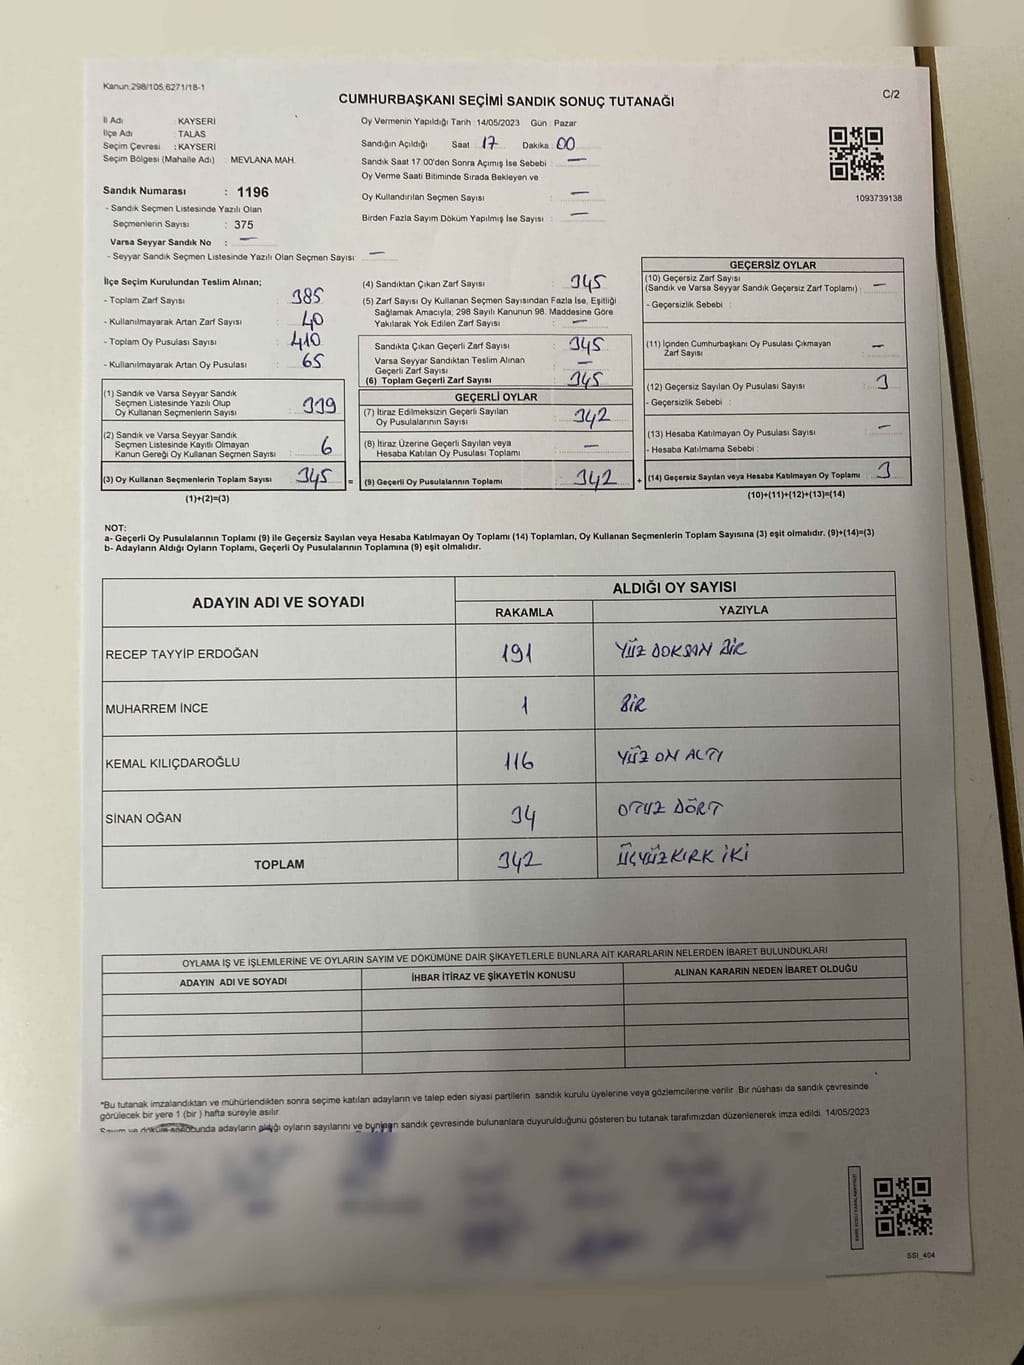 Kanun,298/105;6271/18-1
C/2
CUMHURBAŞKANI SEÇİMİ SANDIK SONUÇ TUTANAĞI
İl Adı : KAYSERİ
İlçe Adı : TALAS
Seçim Çevresi : KAYSERİ
Seçim Bölgesi (Mahalle Adı) : MEVLANA MAH.
Oy Vermenin Yapıldığı Tarih : 14/05/2023 Gün : Pazar
Sandığın Açıldığı Saat 17 Dakika : 00
Sandık Saat 17:00'den Sonra Açımış İse Sebebi : —
Oy Verme Saati Bitiminde Sırada Bekleyen ve
Oy Kullandırılan Seçmen Sayısı : —
Birden Fazla Sayım Döküm Yapılmış İse Sayısı : —
1093739138
Sandık Numarası : 1196
- Sandık Seçmen Listesinde Yazılı Olan
Seçmenlerin Sayısı : 375
Varsa Seyyar Sandık No : —
- Seyyar Sandık Seçmen Listesinde Yazılı Olan Seçmen Sayısı: —
İlçe Seçim Kurulundan Teslim Alınan;
- Toplam Zarf Sayısı : 385
- Kullanılmayarak Artan Zarf Sayısı : 40
- Toplam Oy Pusulası Sayısı : 410
- Kullanılmayarak Artan Oy Pusulası : 65
(1) Sandık ve Varsa Seyyar Sandık
Seçmen Listesinde Yazılı Olup
Oy Kullanan Seçmenlerin Sayısı : 339
(2) Sandık ve Varsa Seyyar Sandık
Seçmen Listesinde Kayıtlı Olmayan
Kanun Gereği Oy Kullanan Seçmen Sayısı : 6
(3) Oy Kullanan Seçmenlerin Toplam Sayısı : 345 =
(1)+(2)=(3)
(4) Sandıktan Çıkan Zarf Sayısı : 345
(5) Zarf Sayısı Oy Kullanan Seçmen Sayısından Fazla İse, Eşitliği
Sağlamak Amacıyla, 298 Sayılı Kanunun 98. Maddesine Göre
Yakılarak Yok Edilen Zarf Sayısı : —
Sandıkta Çıkan Geçerli Zarf Sayısı : 345
Varsa Seyyar Sandıktan Teslim Alınan
Geçerli Zarf Sayısı : —
(6) Toplam Geçerli Zarf Sayısı : 345
GEÇERLİ OYLAR
(7) İtiraz Edilmeksizin Geçerli Sayılan
Oy Pusulalarının Sayısı : 342
(8) İtiraz Üzerine Geçerli Sayılan veya
Hesaba Katılan Oy Pusulası Toplamı : —
(9) Geçerli Oy Pusulalarının Toplamı : 342 +
GEÇERSİZ OYLAR
(10) Geçersiz Zarf Sayısı
(Sandık ve Varsa Seyyar Sandık Geçersiz Zarf Toplamı) : —
- Geçersizlik Sebebi :
(11) İçinden Cumhurbaşkanı Oy Pusulası Çıkmayan
Zarf Sayısı : —
(12) Geçersiz Sayılan Oy Pusulası Sayısı : 3
- Geçersizlik Sebebi :
(13) Hesaba Katılmayan Oy Pusulası Sayısı : —
- Hesaba Katılmama Sebebi :
(14) Geçersiz Sayılan veya Hesaba Katılmayan Oy Toplamı : 3
(10)+(11)+(12)+(13)=(14)
NOT:
a- Geçerli Oy Pusulalarının Toplamı (9) ile Geçersiz Sayılan veya Hesaba Katılmayan Oy Toplamı (14) Toplamları, Oy Kullanan Seçmenlerin Toplam Sayısına (3) eşit olmalıdır. (9)+(14)=(3)
b- Adayların Aldığı Oyların Toplamı, Geçerli Oy Pusulalarının Toplamına (9) eşit olmalıdır.
ADAYIN ADI VE SOYADI
ALDIĞI OY SAYISI
RAKAMLA YAZIYLA
RECEP TAYYİP ERDOĞAN 191 YÜZ DOKSAN BİR
MUHARREM İNCE 1 BİR
KEMAL KILIÇDAROĞLU 116 YÜZ ON ALTI
SİNAN OĞAN 34 OTUZ DÖRT
TOPLAM 342 ÜÇYÜZKIRK İKİ
OYLAMA İŞ VE İŞLEMLERİNE VE OYLARIN SAYIM VE DÖKÜMÜNE DAİR ŞİKAYETLERLE BUNLARA AİT KARARLARIN NELERDEN İBARET BULUNDUKLARI
ADAYIN ADI VE SOYADI İHBAR İTİRAZ VE ŞİKAYETİN KONUSU ALINAN KARARIN NEDEN İBARET OLDUĞU
*Bu tutanak imzalandıktan ve mühürlendikten sonra seçime katılan adayların ve talep eden siyasi partilerin sandık kurulu üyelerine veya gözlemcilerine verilir .Bir nüshası da sandık çevresinde
görülecek bir yere 1 (bir ) hafta süreyle asılır.
Sayım ve döküm sonucunda adayların aldığı oyların sayılarını ve bunların sandık çevresinde bulunanlara duyurulduğunu gösteren bu tutanak tarafımızdan düzenlenerek imza edildi. 14/05/2023
SSI_404